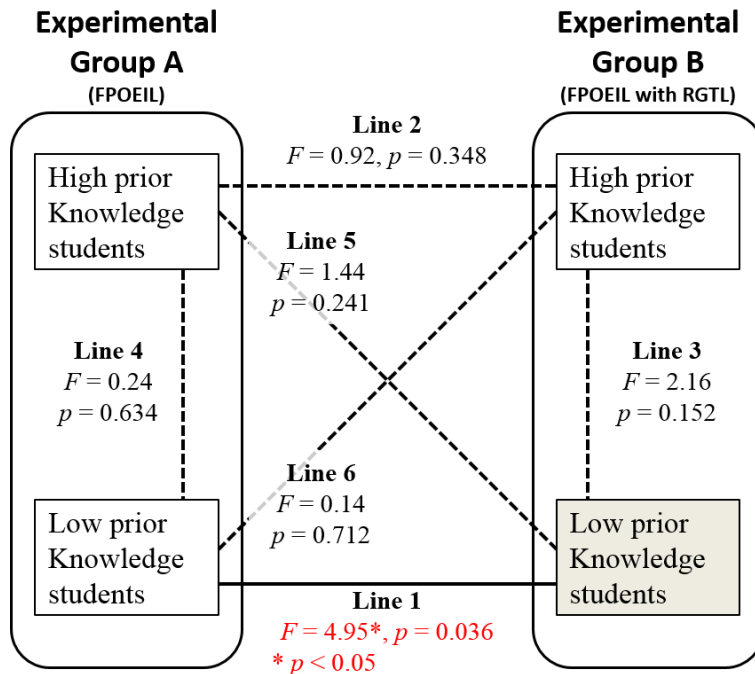 Experimental
Group A
(FPOEIL)
Experimental
Group B
(FPOEIL with RGTL)
Line 2
F = 0.92, p = 0.348
High prior
Knowledge
students
High prior
Knowledge
students
Line 5
F = 1.44
p = 0.241
Line 4
F = 0.24
p = 0.634
Line 3
F = 2.16
p = 0.152
Line 6
F = 0.14
p = 0.712
Low prior
Knowledge
students
Low prior
Knowledge
students
Line 1
F = 4.95*, p = 0.036
* p < 0.05